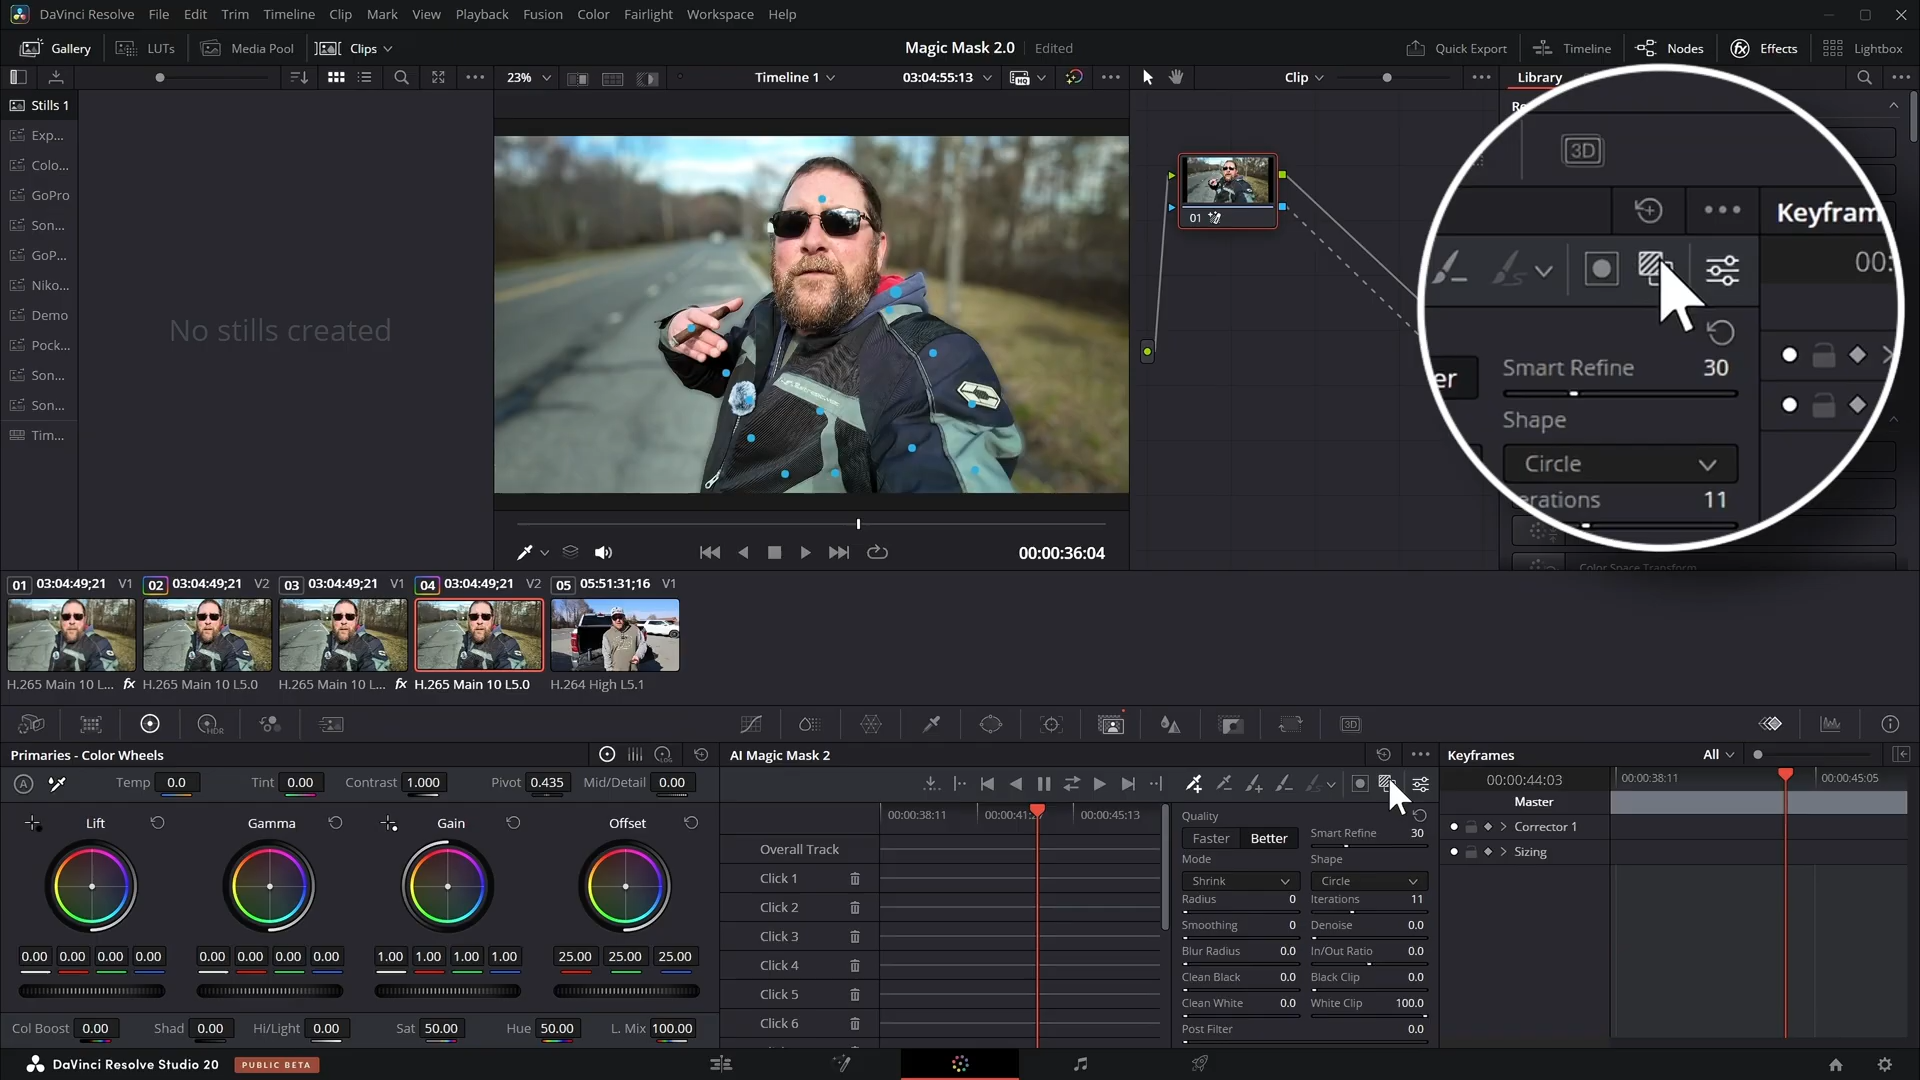 DaVinci Resolve File Edit Trim Timeline Clip Mark View Playback Fusion Color Fairlight Workspace Help
Gallery LUTs Media Pool Clips Magic Mask 2.0 Edited Quick Export Timeline Nodes Effects Lightbox
23% Timeline 1 03:04:55:13 Clip Library
Stills 1
Exp...
Colo...
GoPro
Son...
GoP...
Niko...
Demo
Pock...
Son...
Son...
Tim...
No stills created
01
3D
Keyfram
00:
Smart Refine 30
er
Shape
Circle
erations 11
Color Space Transform
00:00:36:04
01 03:04:49;21 V1 02 03:04:49;21 V2 03 03:04:49;21 V1 04 03:04:49;21 V2 05 05:51:31;16 V1
H.265 Main 10 L... fx H.265 Main 10 L5.0 H.265 Main 10 L... fx H.265 Main 10 L5.0 H.264 High L5.1
HDR 3D
Primaries - Color Wheels LOG AI Magic Mask 2 Keyframes All
A Temp 0.0 Tint 0.00 Contrast 1.000 Pivot 0.435 Mid/Detail 0.00
00:00:44:03 00:00:38:11 00:00:45:05
Master
Corrector 1
Sizing
Lift Gamma Gain Offset
0.00 0.00 0.00 0.00 0.00 0.00 0.00 0.00 1.00 1.00 1.00 1.00 25.00 25.00 25.00
Col Boost 0.00 Shad 0.00 Hi/Light 0.00 Sat 50.00 Hue 50.00 L. Mix 100.00
00:00:38:11 00:00:41:2 00:00:45:13
Overall Track
Click 1
Click 2
Click 3
Click 4
Click 5
Click 6
Quality
Faster Better Smart Refine 30
Mode Shape
Shrink Circle
Radius 0 Iterations 11
Smoothing 0 Denoise 0.0
Blur Radius 0.0 In/Out Ratio 0.0
Clean Black 0.0 Black Clip 0.0
Clean White 0.0 White Clip 100.0
Post Filter 0.0
DaVinci Resolve Studio 20 PUBLIC BETA